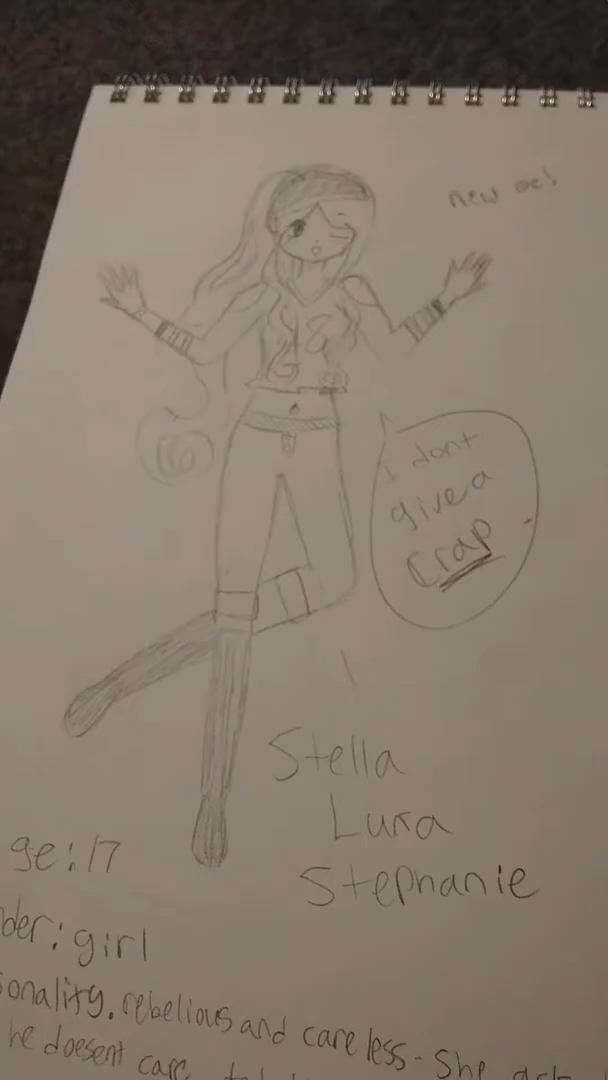 new oc!
I dont
give a
Crap
Stella
Luna
Stephanie
ge: 17
der: girl
onality. rebelious and careless - she
he doesent care